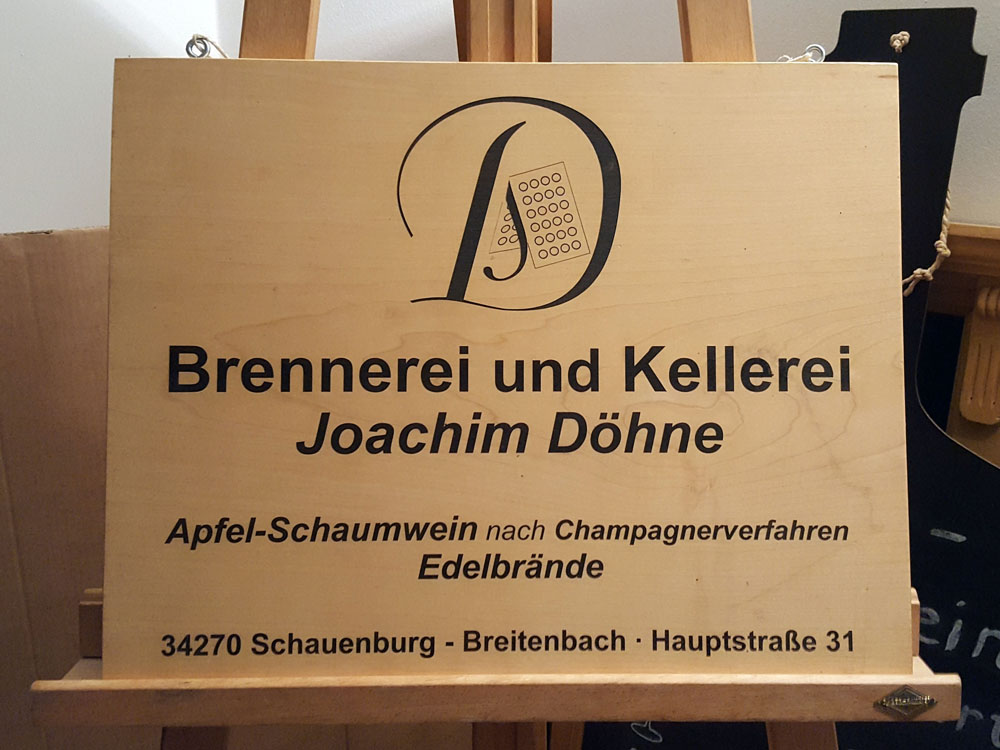 Brennerei und Kellerei
Joachim Döhne
Apfel-Schaumwein nach Champagnerverfahren
Edelbrände
34270 Schauenburg - Breitenbach · Hauptstraße 31